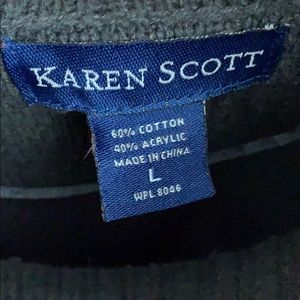 KAREN SCOTT
60% COTTON
40% ACRYLIC
MADE IN CHINA
L
WPL 8046